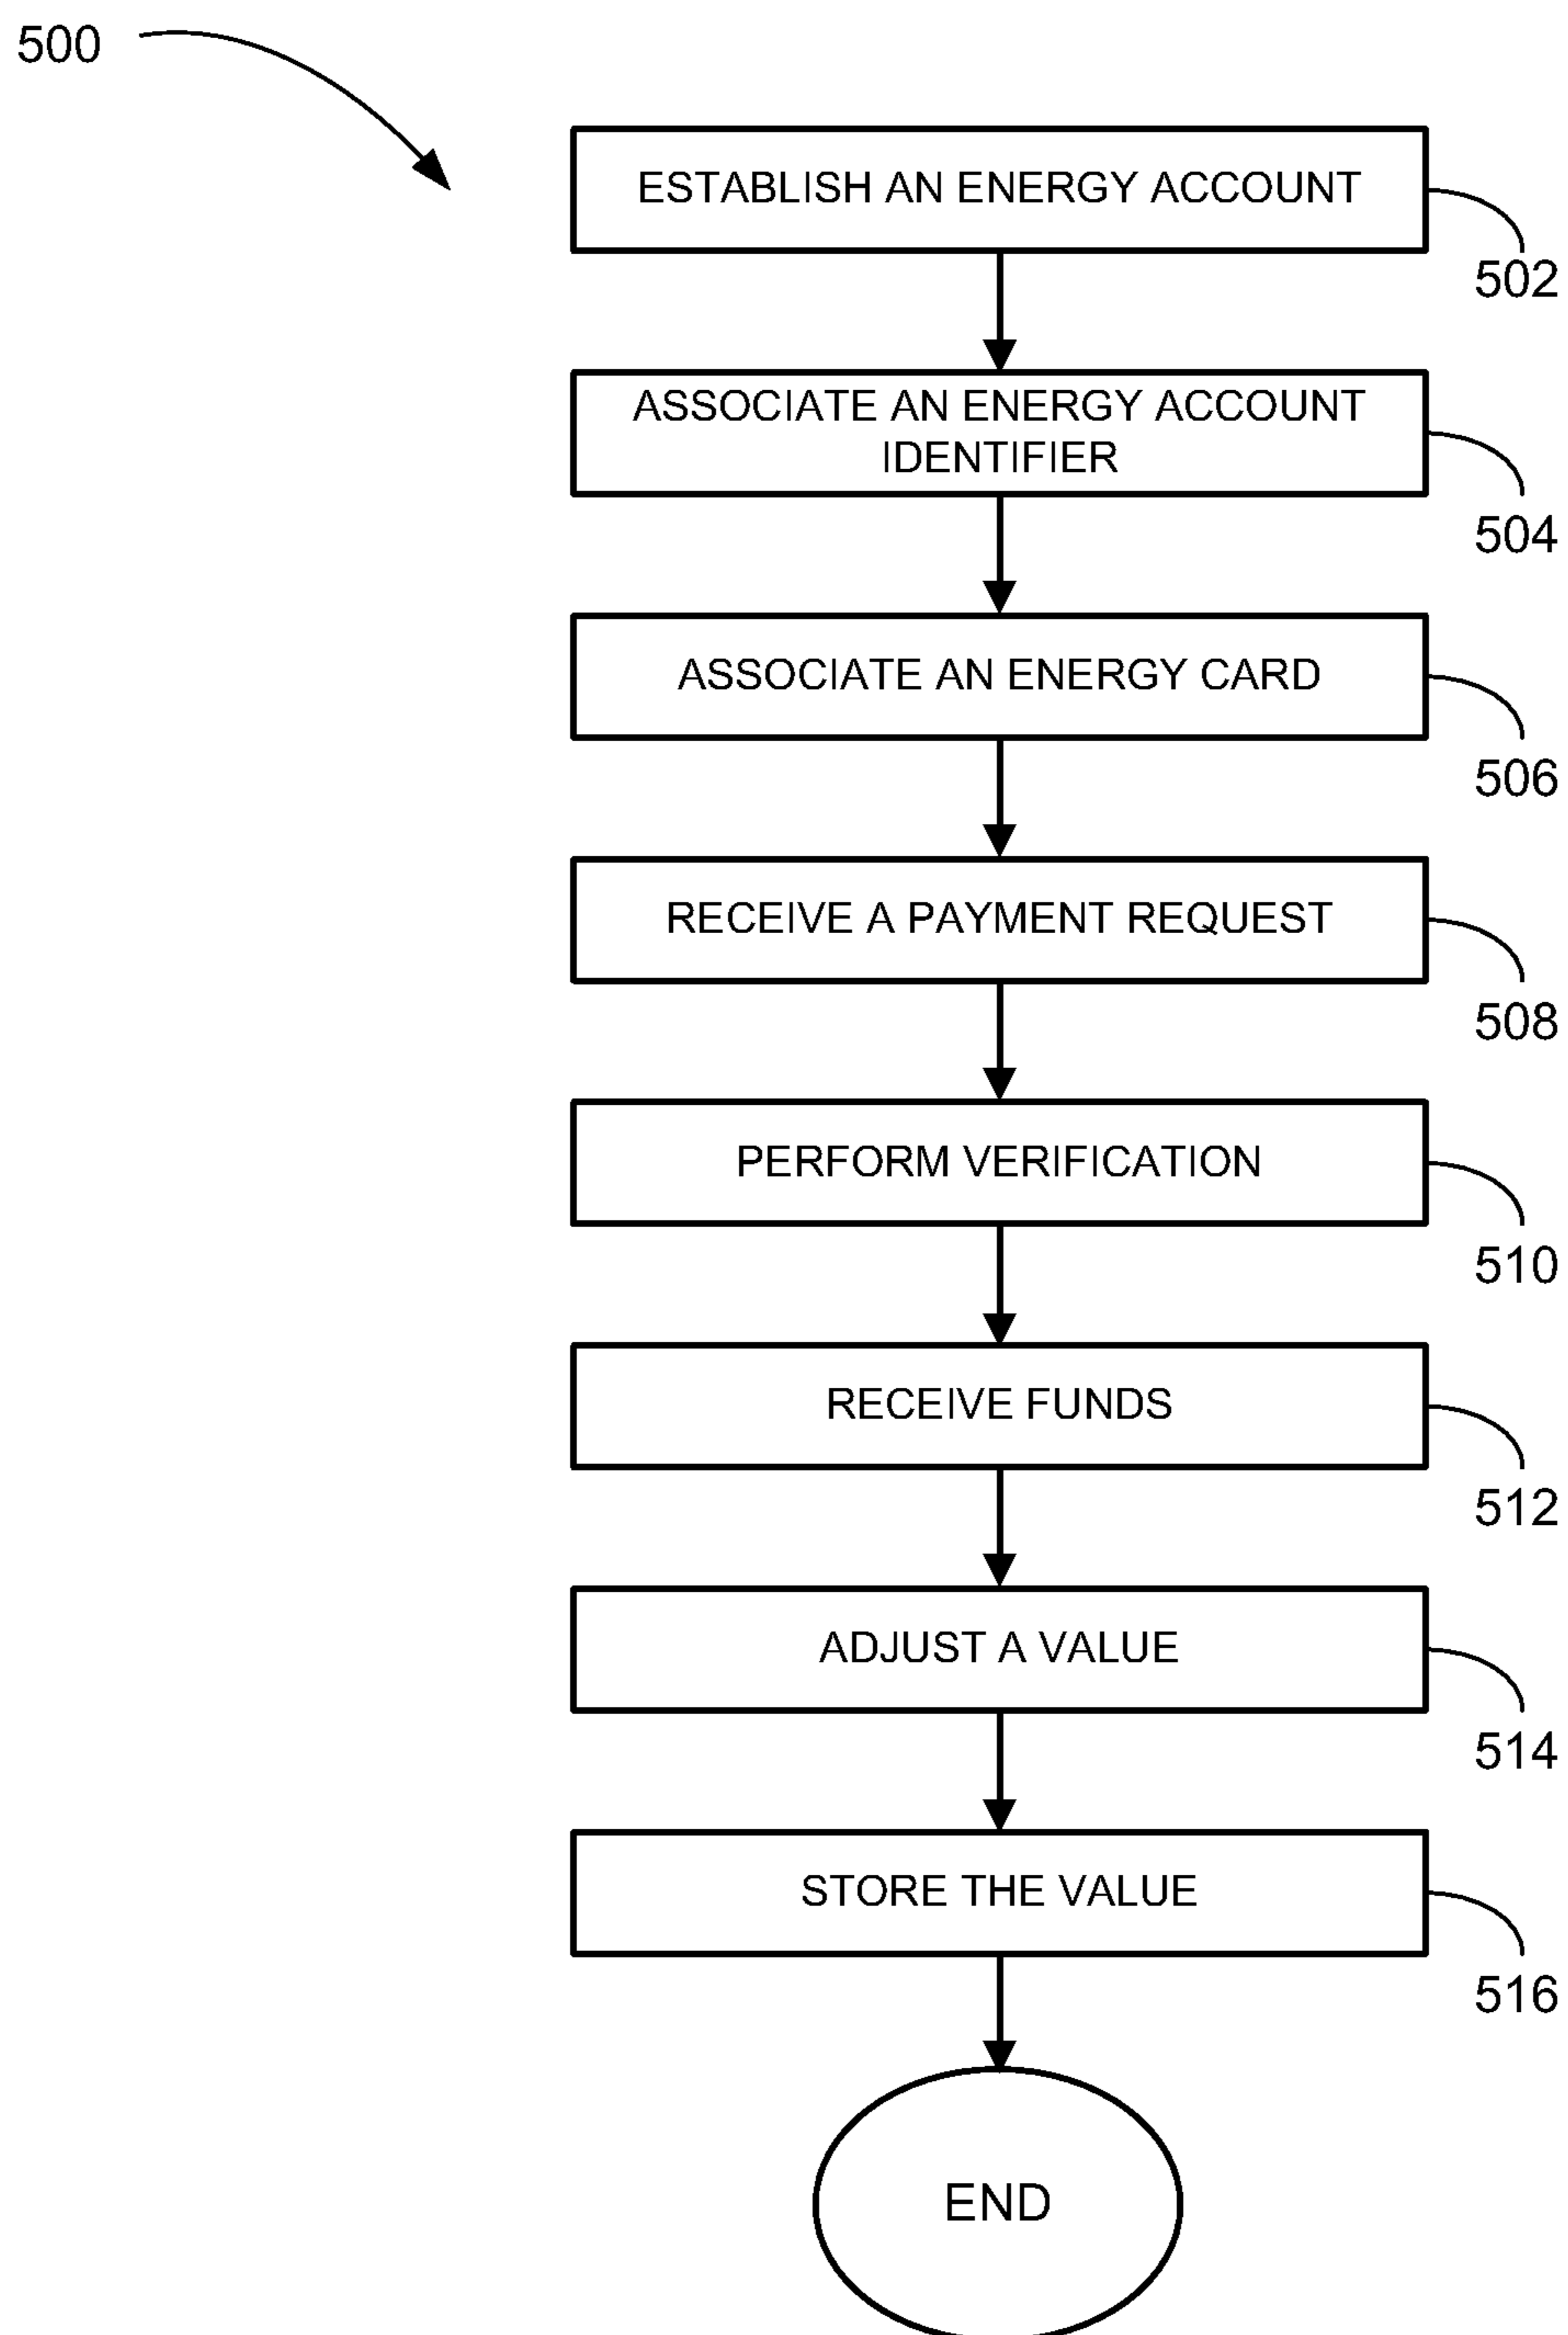 500
ESTABLISH AN ENERGY ACCOUNT
502
ASSOCIATE AN ENERGY ACCOUNT
IDENTIFIER
504
ASSOCIATE AN ENERGY CARD
506
RECEIVE A PAYMENT REQUEST
508
PERFORM VERIFICATION
510
RECEIVE FUNDS
512
ADJUST A VALUE
514
STORE THE VALUE
516
END